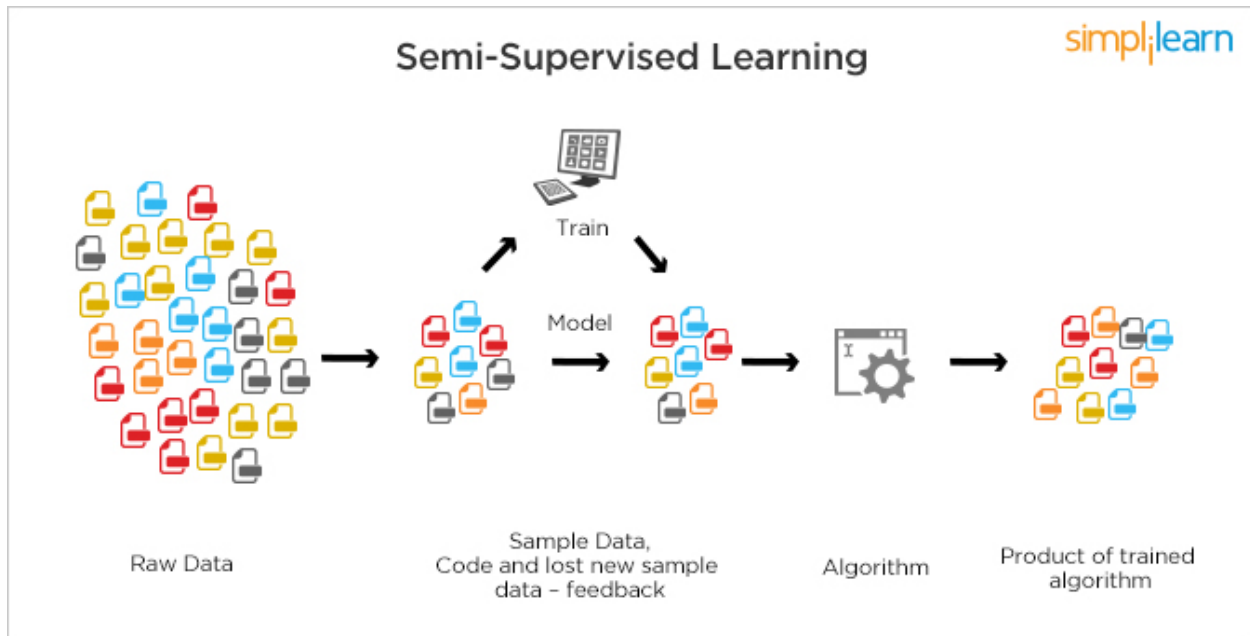 simplilearn
Semi-Supervised Learning
Train
Model
Raw Data
Sample Data,
Code and lost new sample
data – feedback
Algorithm
Product of trained
algorithm